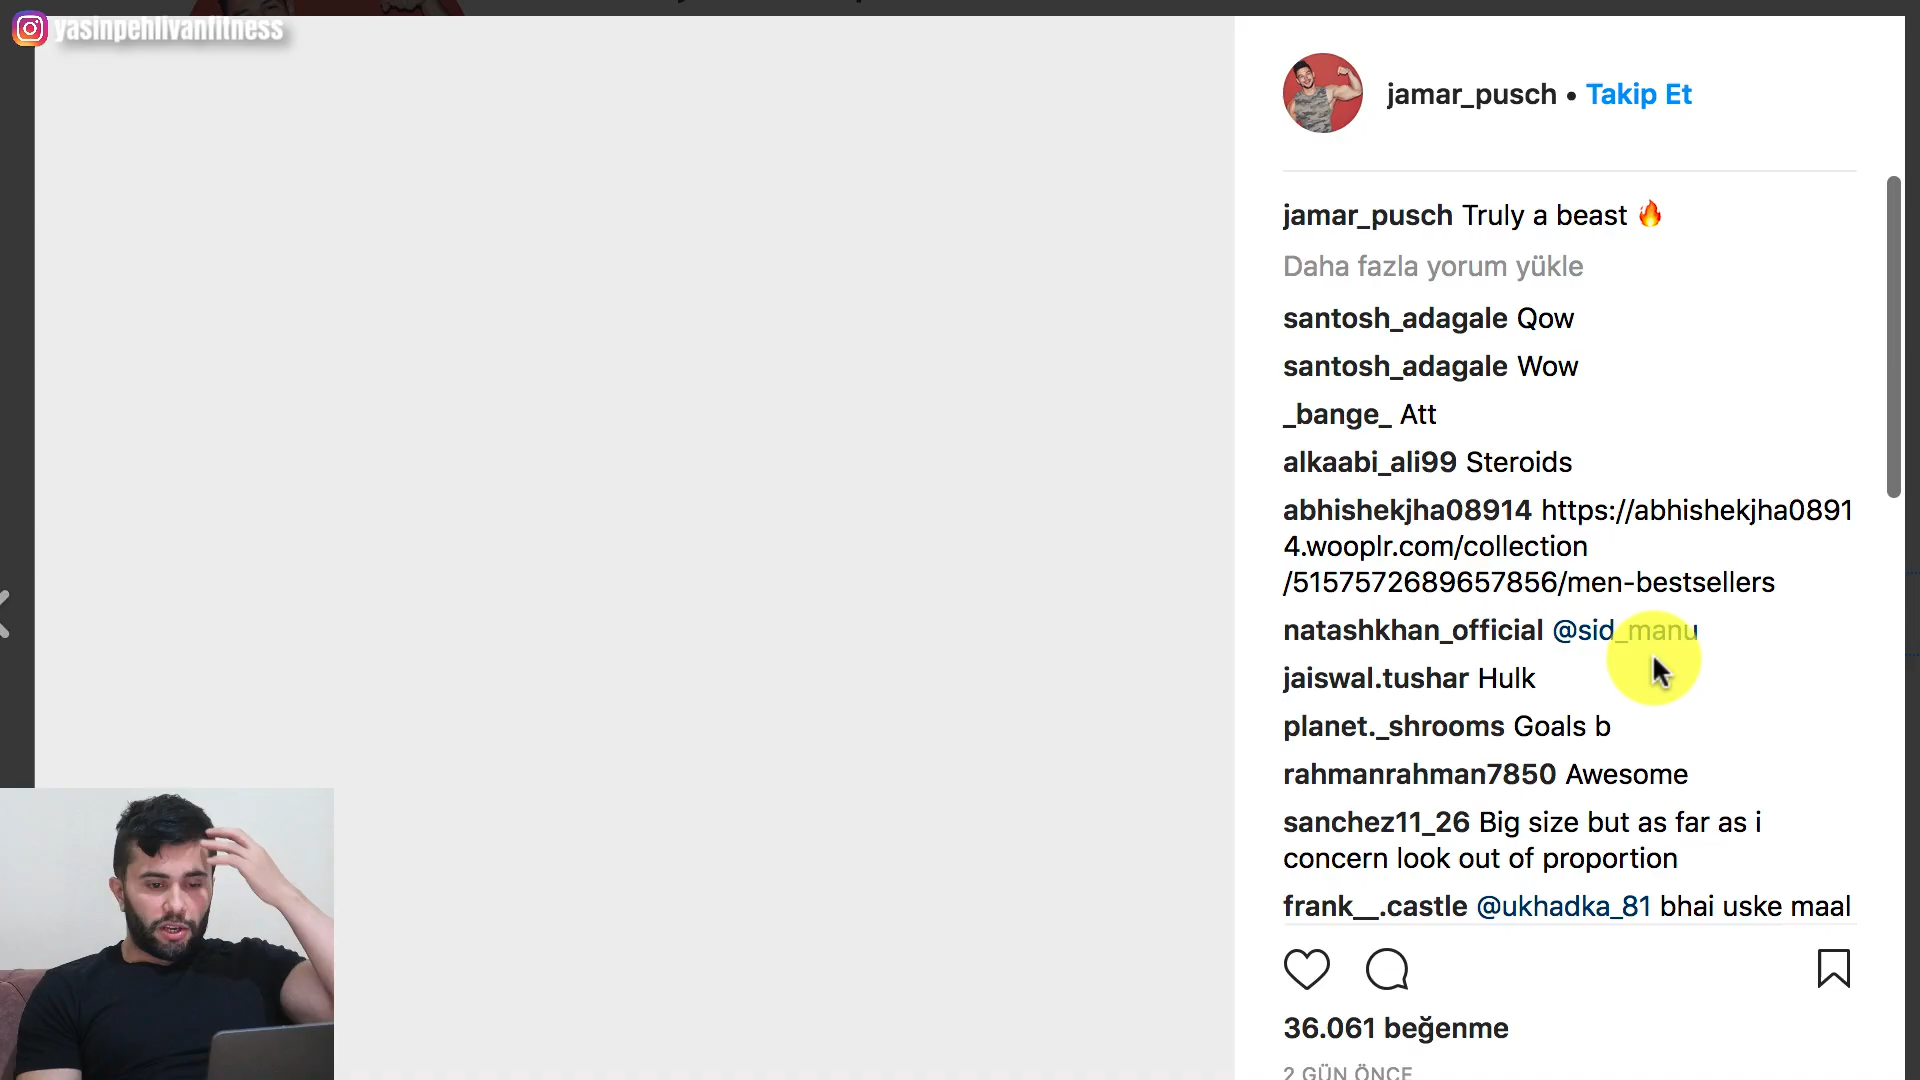 yasinpehlivanfitness
jamar_pusch • Takip Et
jamar_pusch Truly a beast 🔥
Daha fazla yorum yükle
santosh_adagale Qow
santosh_adagale Wow
_bange_ Att
alkaabi_ali99 Steroids
abhishekjha08914 https://abhishekjha0891
4.wooplr.com/collection
/5157572689657856/men-bestsellers
natashkhan_official @sid_manu
jaiswal.tushar Hulk
planet._shrooms Goals b
rahmanrahman7850 Awesome
sanchez11_26 Big size but as far as i
concern look out of proportion
frank__.castle @ukhadka_81 bhai uske maal
36.061 beğenme
2 GÜN ÖNCE